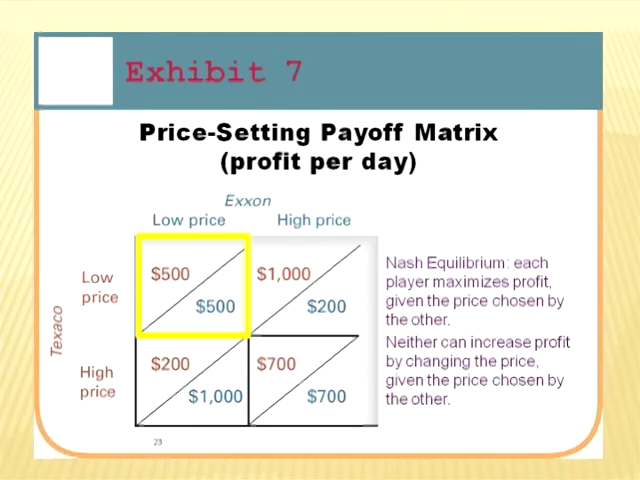 Exhibit 7
Price-Setting Payoff Matrix
(profit per day)
Exxon
Low price High price
Texaco
Low
price
$500 $1,000
$500 $200
High
price
$200 $700
$1,000 $700
Nash Equilibrium: each
player maximizes profit,
given the price chosen by
the other.
Neither can increase profit
by changing the price,
given the price chosen by
the other.
23